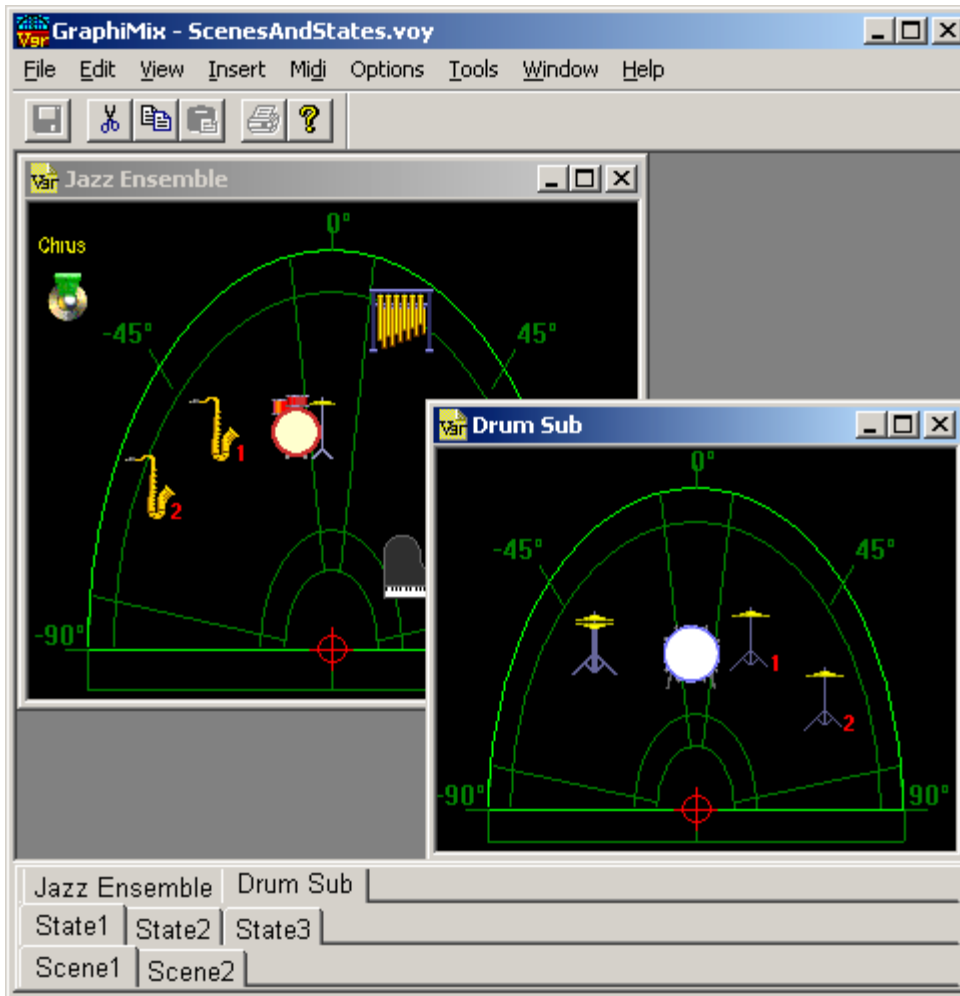 GraphiMix - ScenesAndStates.voy
File Edit View Insert Midi Options Tools Window Help
Jazz Ensemble
0°
Chrus
-45° 45°
1
2
-90°
Drum Sub
0°
-45° 45°
1
2
-90° 90°
Jazz Ensemble Drum Sub
State1 State2 State3
Scene1 Scene2